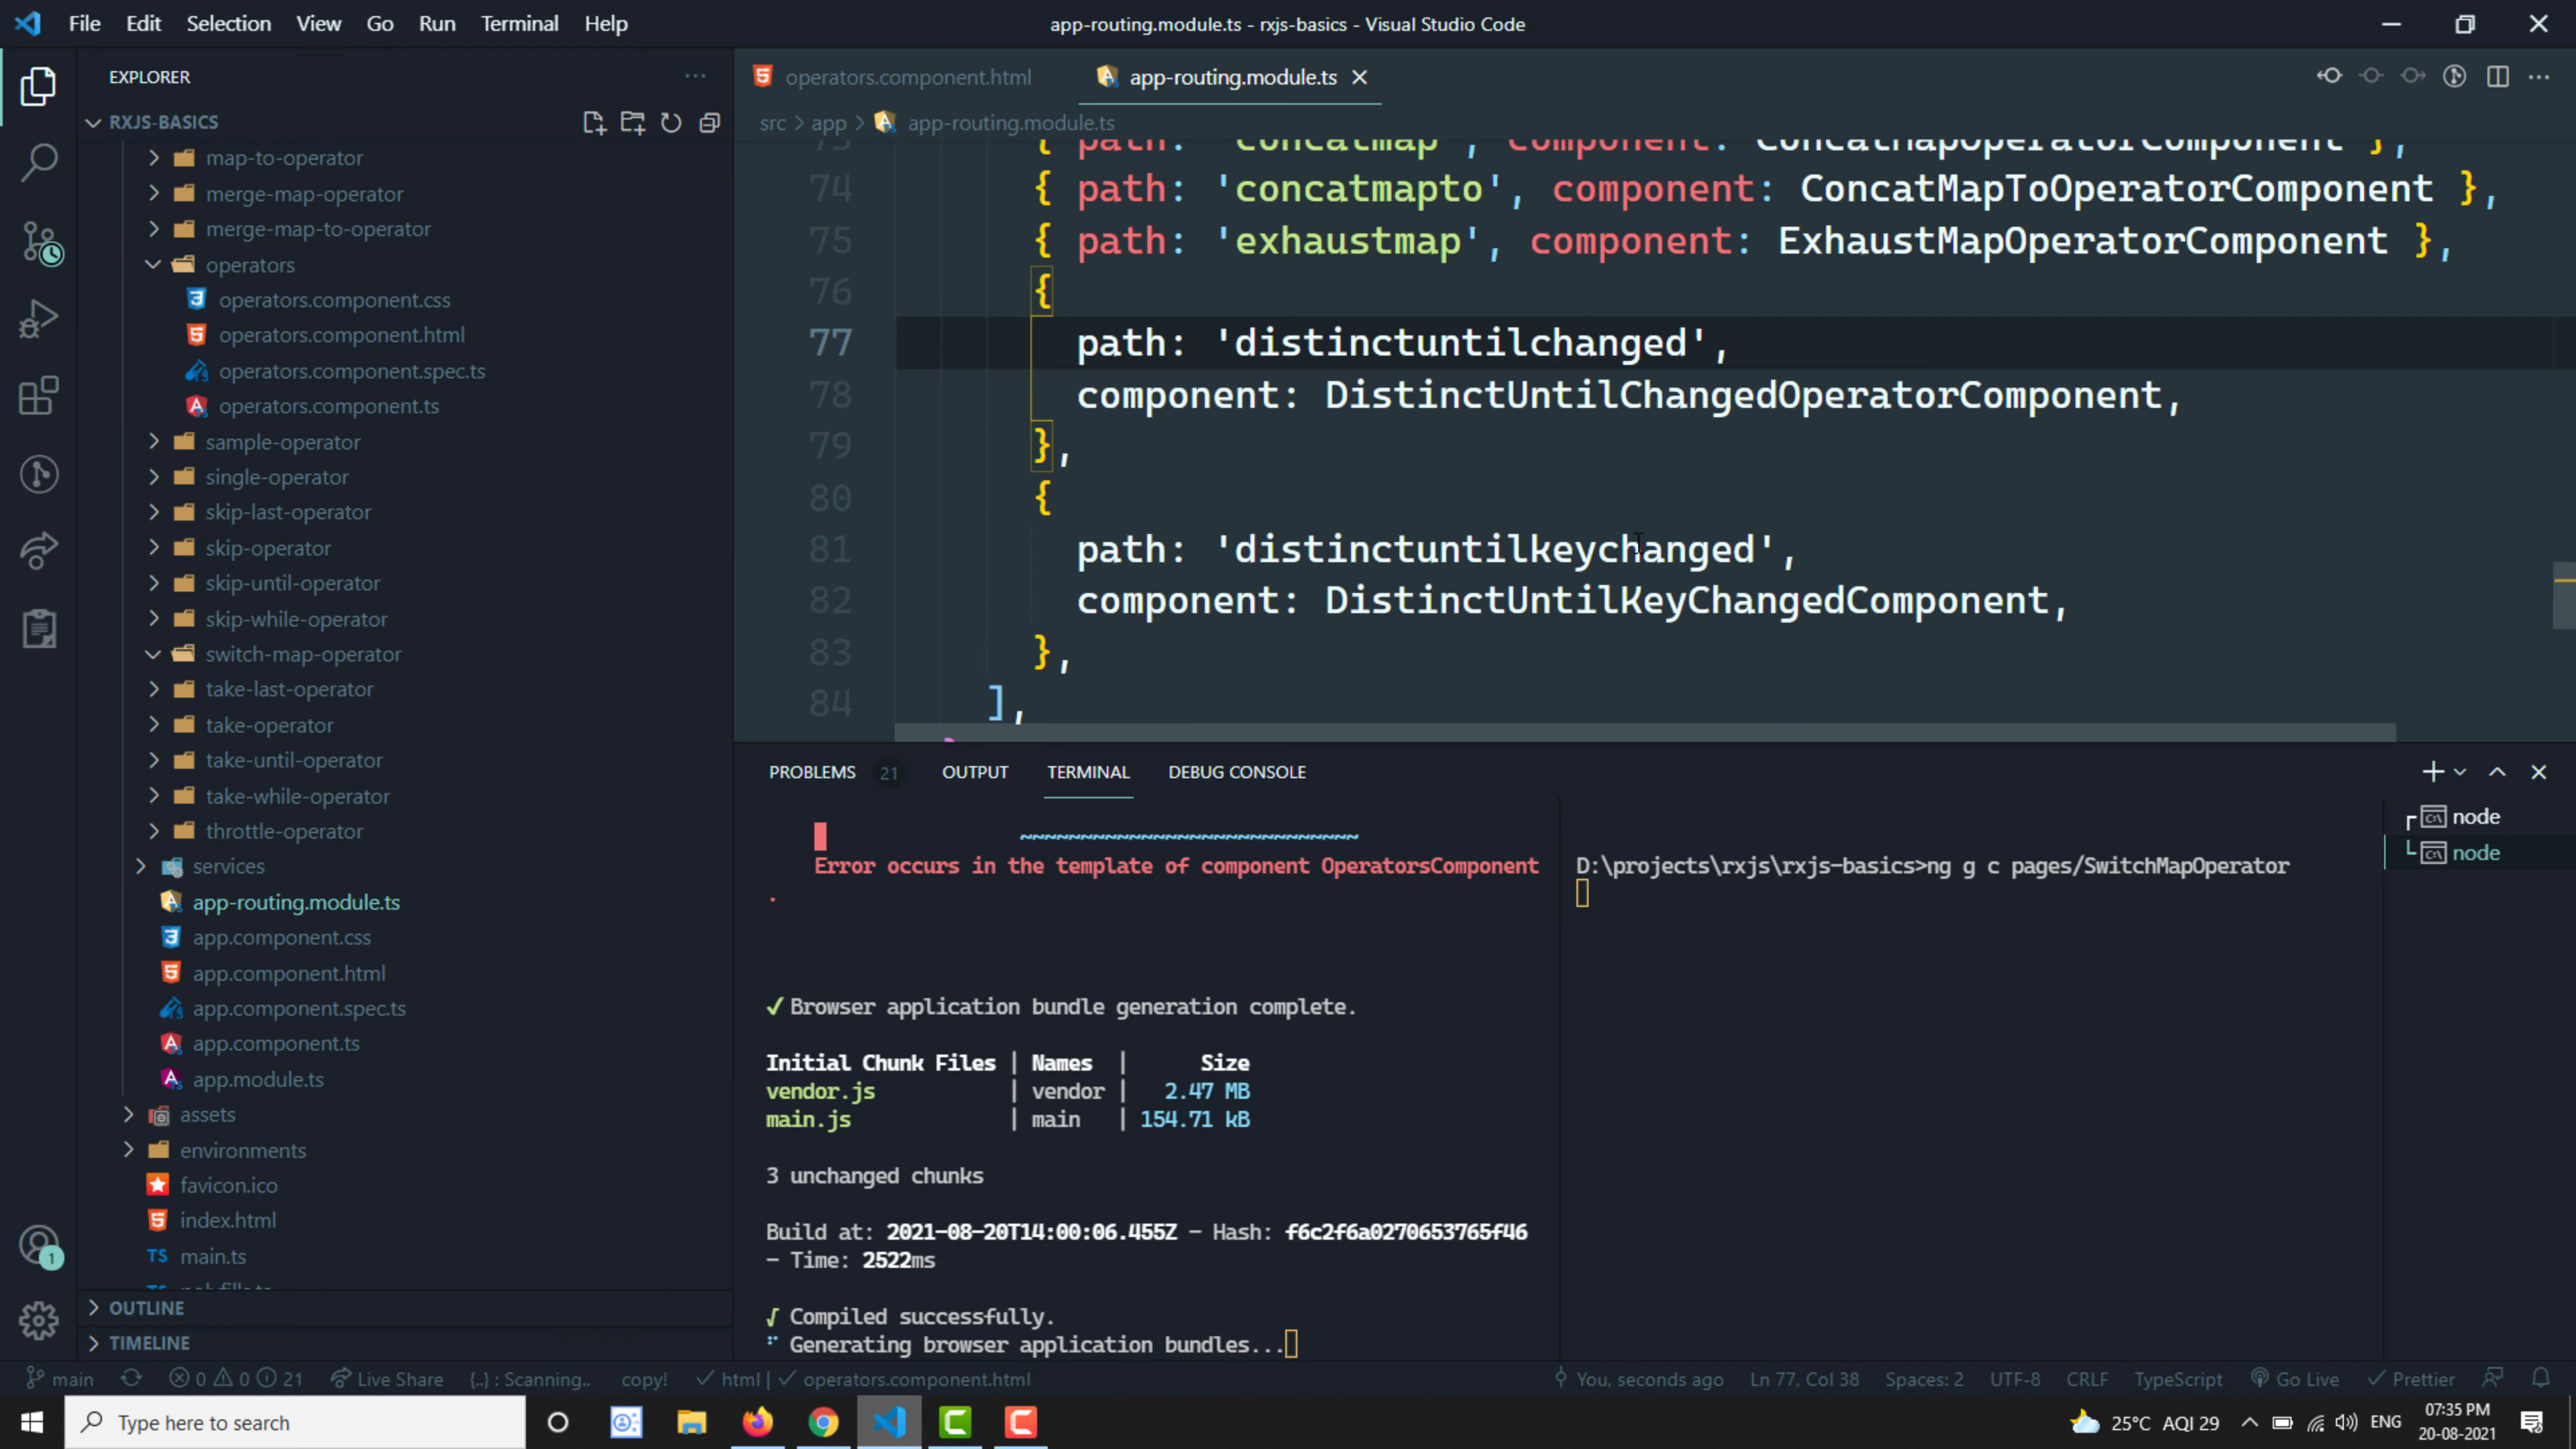 File Edit Selection View Go Run Terminal Help
app-routing.module.ts - rxjs-basics - Visual Studio Code
EXPLORER
RXJS-BASICS
map-to-operator
merge-map-operator
merge-map-to-operator
operators
operators.component.css
operators.component.html
operators.component.spec.ts
operators.component.ts
sample-operator
single-operator
skip-last-operator
skip-operator
skip-until-operator
skip-while-operator
switch-map-operator
take-last-operator
take-operator
take-until-operator
take-while-operator
throttle-operator
services
app-routing.module.ts
app.component.css
app.component.html
app.component.spec.ts
app.component.ts
app.module.ts
assets
environments
favicon.ico
index.html
TS main.ts
OUTLINE
TIMELINE
operators.component.html
app-routing.module.ts
src > app > app-routing.module.ts
73 { path: 'concatmap', component: ConcatMapOperatorComponent },
74 { path: 'concatmapto', component: ConcatMapToOperatorComponent },
75 { path: 'exhaustmap', component: ExhaustMapOperatorComponent },
76 {
77 path: 'distinctuntilchanged',
78 component: DistinctUntilChangedOperatorComponent,
79 },
80 {
81 path: 'distinctuntilkeychanged',
82 component: DistinctUntilKeyChangedComponent,
83 },
84 ],
PROBLEMS 21 OUTPUT TERMINAL DEBUG CONSOLE
~~~~~~~~~~~~~~~~~~~~~~~~~~~~
Error occurs in the template of component OperatorsComponent
.
✓ Browser application bundle generation complete.
Initial Chunk Files | Names | Size
vendor.js | vendor | 2.47 MB
main.js | main | 154.71 kB
3 unchanged chunks
Build at: 2021-08-20T14:00:06.455Z - Hash: f6c2f6a0270653765f46
- Time: 2522ms
√ Compiled successfully.
Generating browser application bundles...
D:\projects\rxjs\rxjs-basics>ng g c pages/SwitchMapOperator
node
node
1
main 0 0 21 Live Share {..} : Scanning.. copy! html | operators.component.html
You, seconds ago Ln 77, Col 38 Spaces: 2 UTF-8 CRLF TypeScript Go Live Prettier
Type here to search
25°C AQI 29 ENG
07:35 PM
20-08-2021